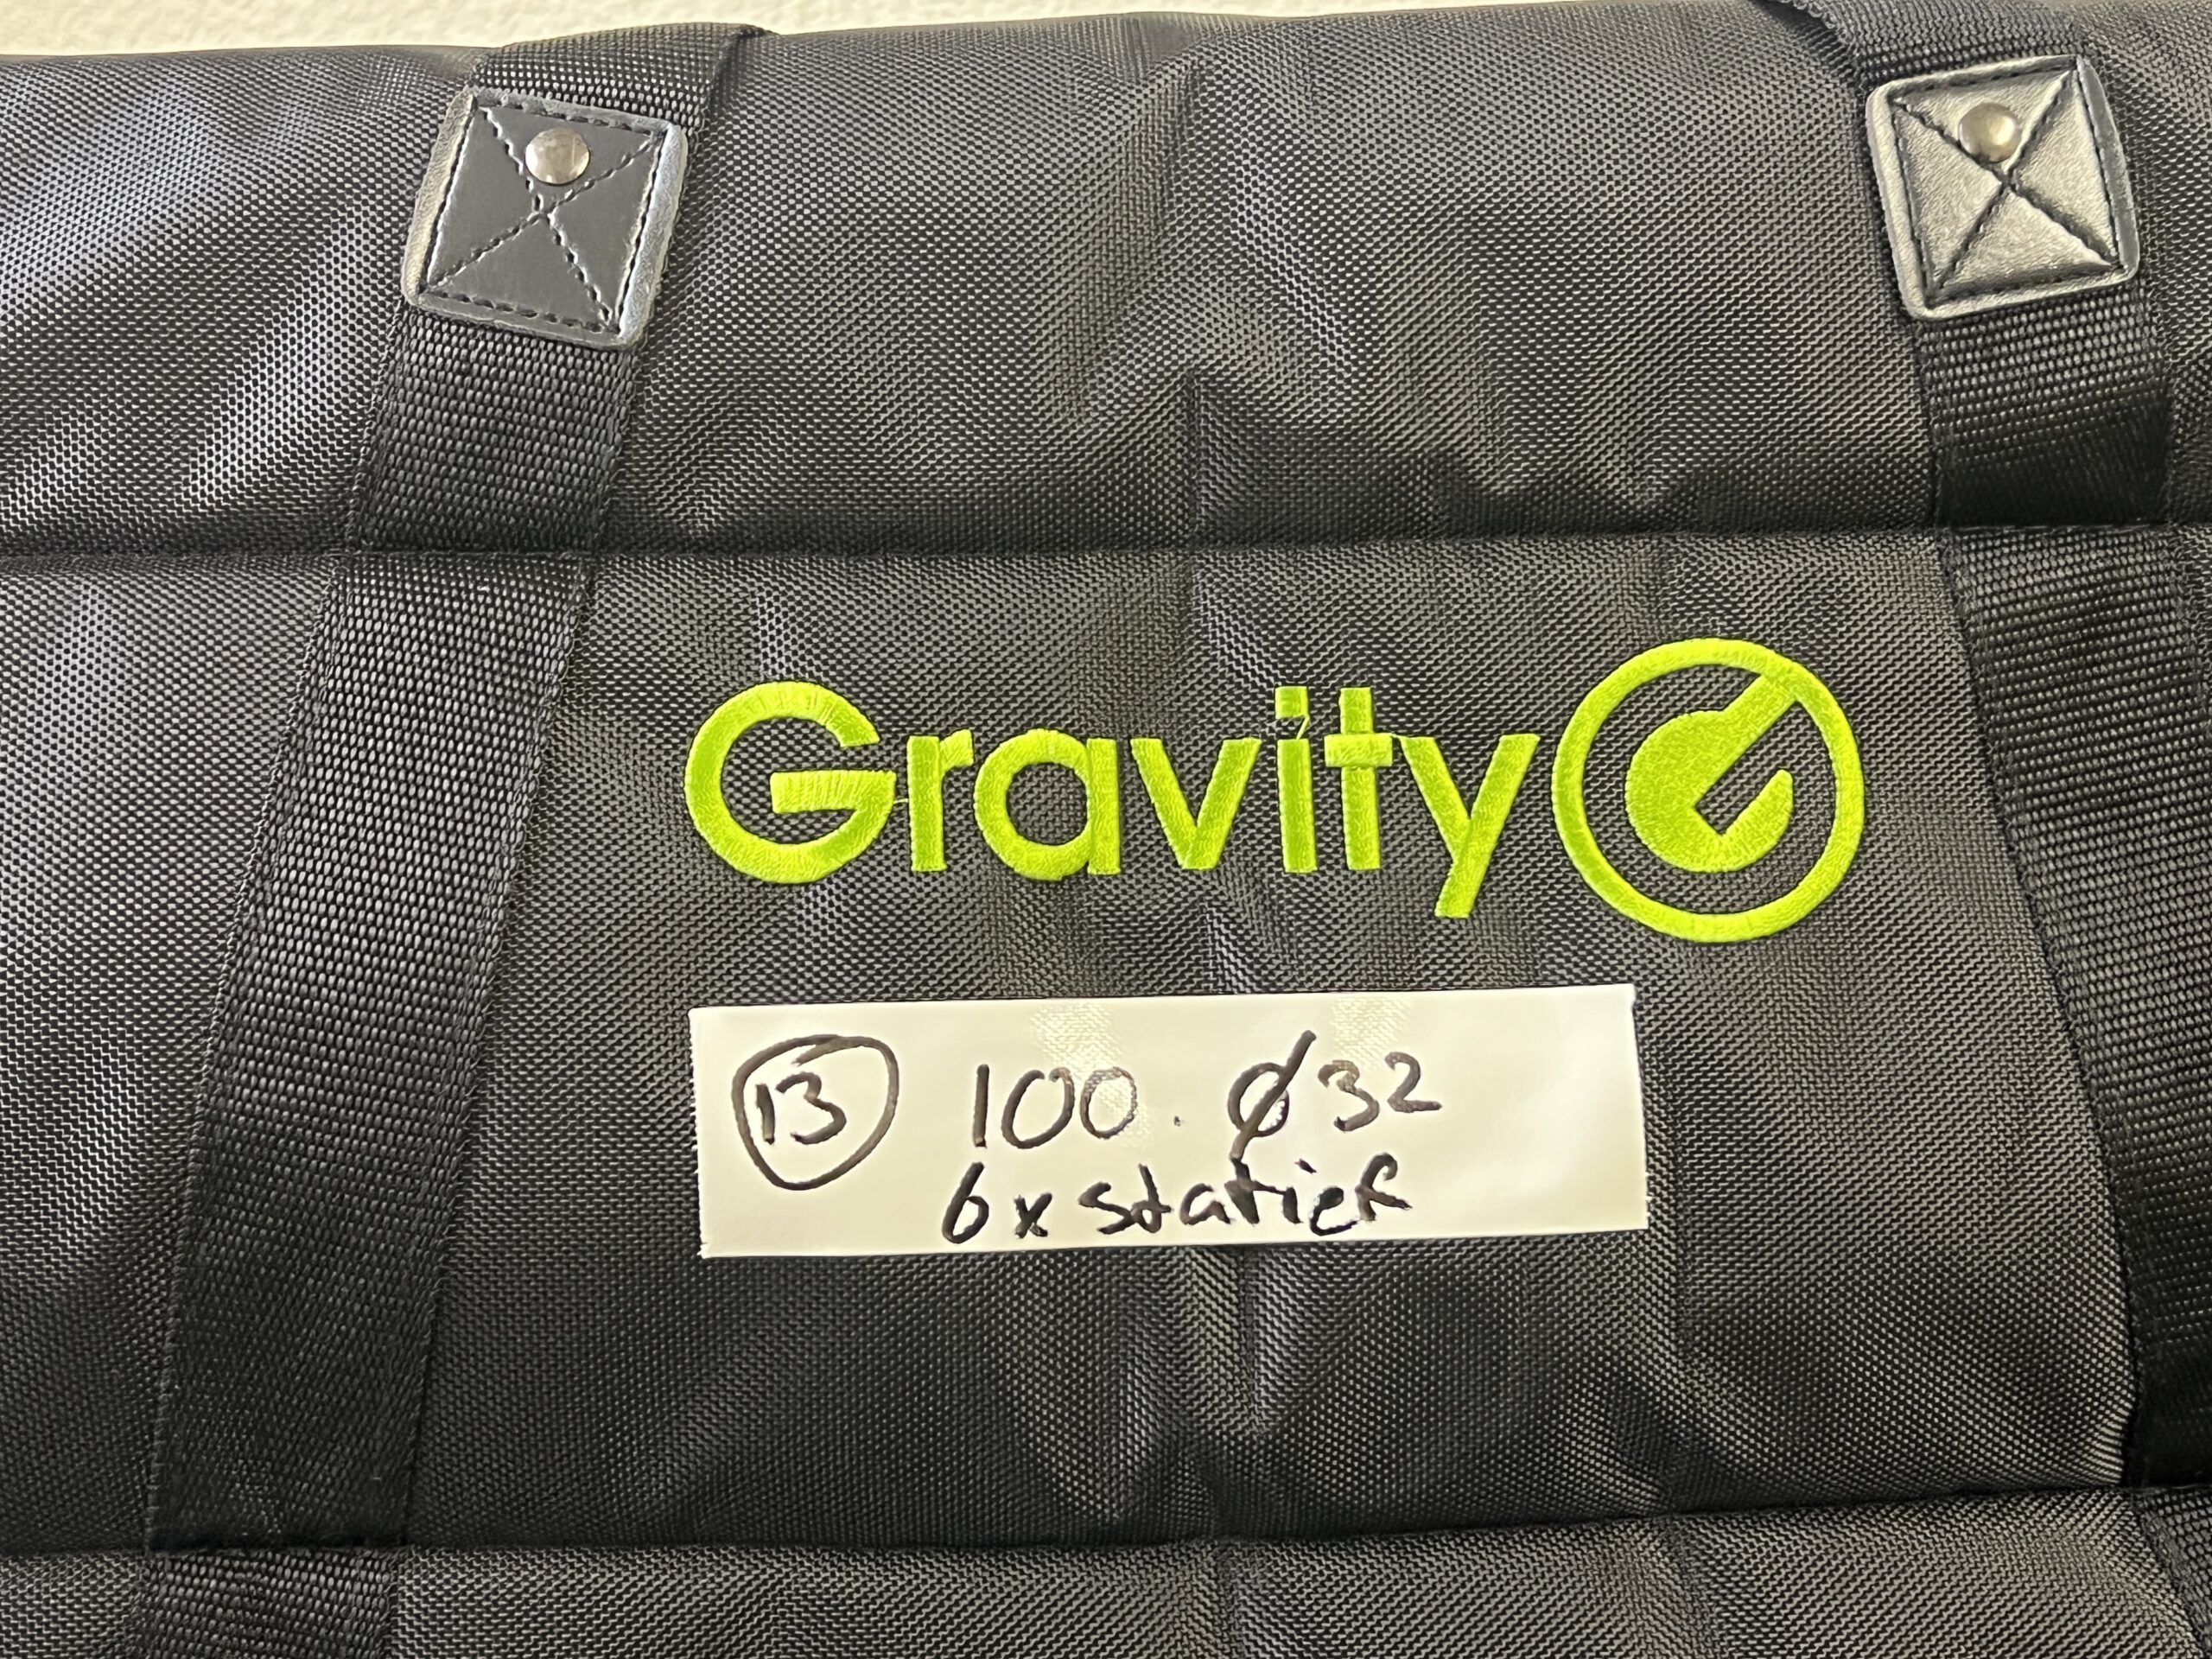 Gravity
13 100. ø32
6x statief